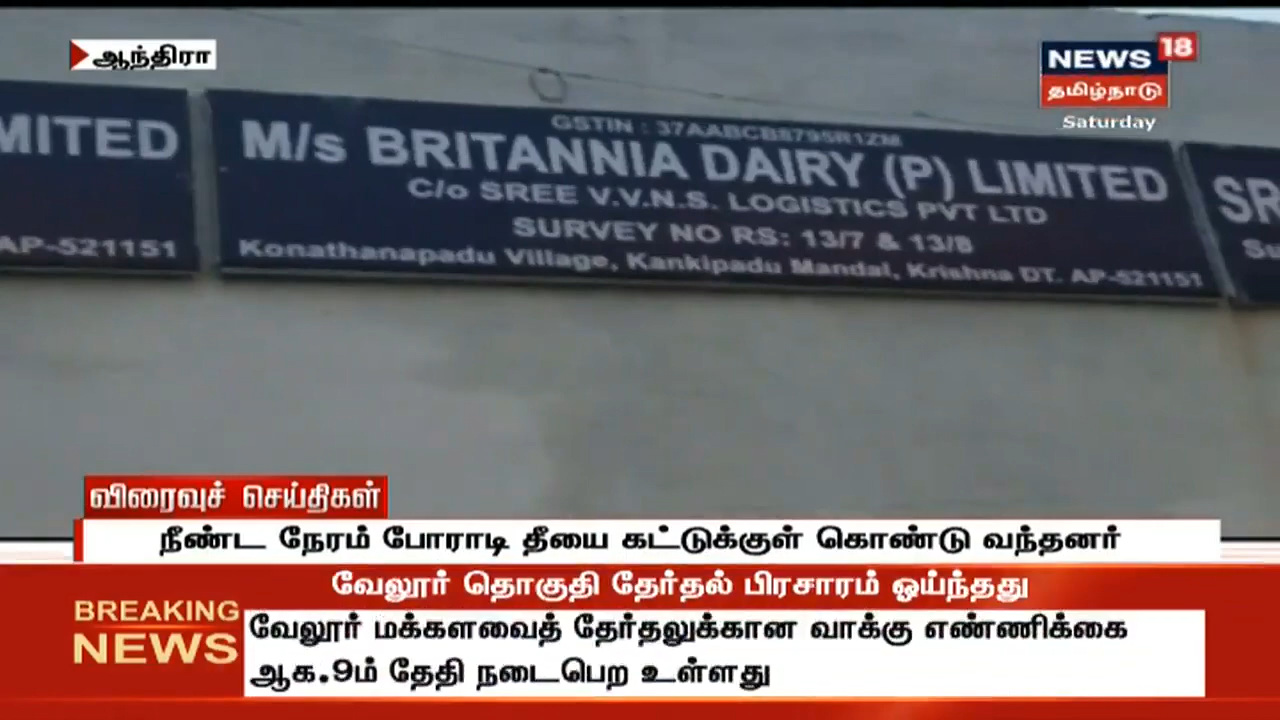 ஆந்திரா
NEWS 18
தமிழ்நாடு
Saturday
MITED
AP-521151
GSTIN : 37AABCB8795R1ZM
M/s BRITANNIA DAIRY (P) LIMITED
C/o SREE V.V.N.S. LOGISTICS PVT LTD
SURVEY NO RS: 13/7 & 13/8
Konathanapadu Village, Kankipadu Mandal, Krishna DT. AP-521151
SR
Su
விரைவுச் செய்திகள்
நீண்ட நேரம் போராடி தீயை கட்டுக்குள் கொண்டு வந்தனர்
வேலூர் தொகுதி தேர்தல் பிரசாரம் ஓய்ந்தது
BREAKING
NEWS
வேலூர் மக்களவைத் தேர்தலுக்கான வாக்கு எண்ணிக்கை
ஆக.9ம் தேதி நடைபெற உள்ளது